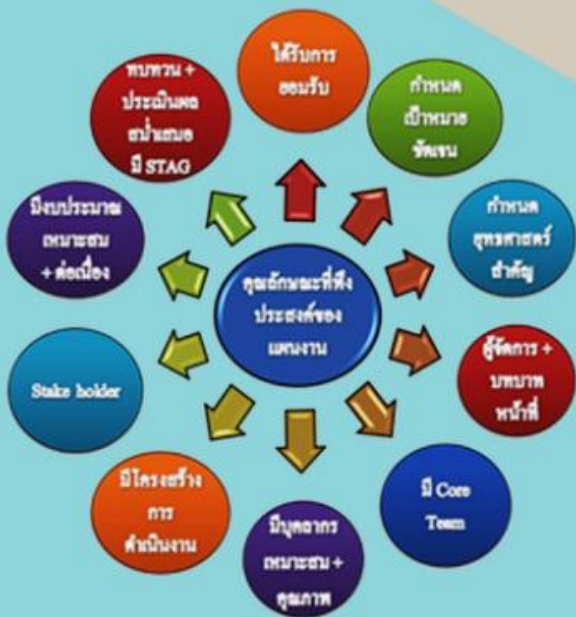 ได้รับการ
ยอมรับ
กำหนด
เป้าหมาย
ชัดเจน
กำหนด
ยุทธศาสตร์
สำคัญ
ผู้จัดการ +
บทบาท
หน้าที่
มี Core
Team
มีบุคลากร
เหมาะสม +
คุณภาพ
มีโครงสร้าง
การ
ดำเนินงาน
Stake holder
มีงบประมาณ
เหมาะสม
+ ต่อเนื่อง
ทบทวน +
ประเมินผล
สม่ำเสมอ
มี STAG
คุณลักษณะที่พึง
ประสงค์ของ
แผนงาน